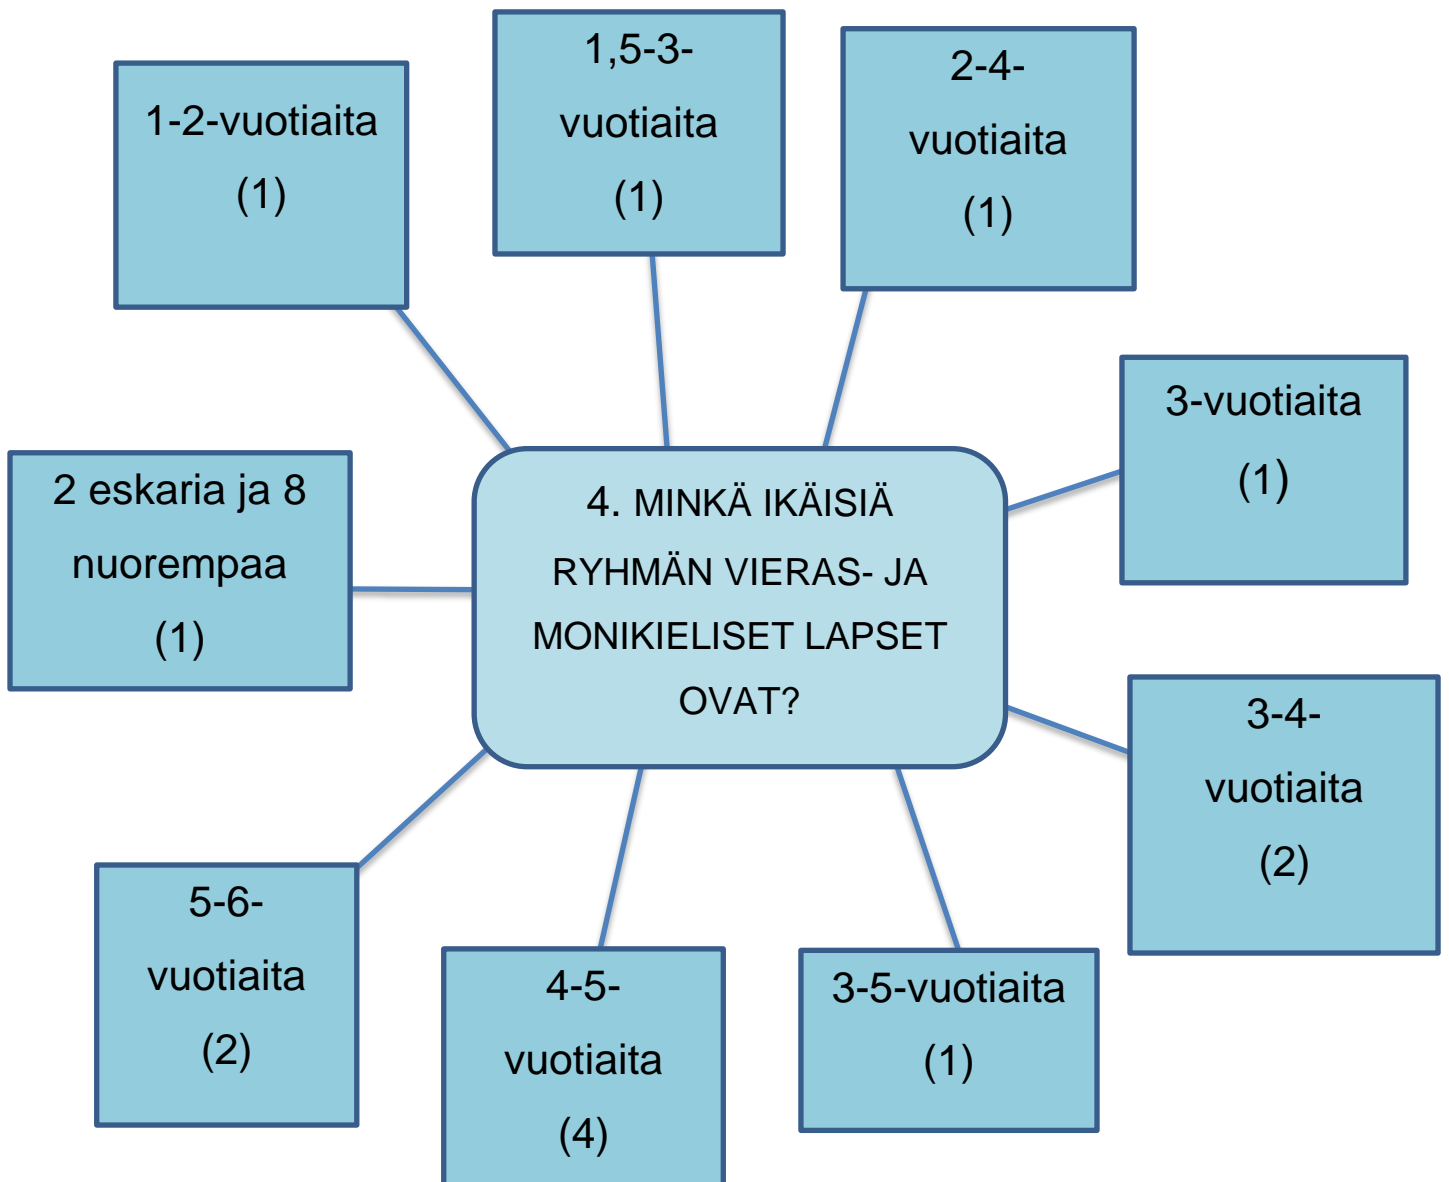 1-2-vuotiaita
(1)
1,5-3-
vuotiaita
(1)
2-4-
vuotiaita
(1)
3-vuotiaita
(1)
2 eskaria ja 8
nuorempaa
(1)
4. MINKÄ IKÄISIÄ
RYHMÄN VIERAS- JA
MONIKIELISET LAPSET
OVAT?
3-4-
vuotiaita
(2)
5-6-
vuotiaita
(2)
4-5-
vuotiaita
(4)
3-5-vuotiaita
(1)